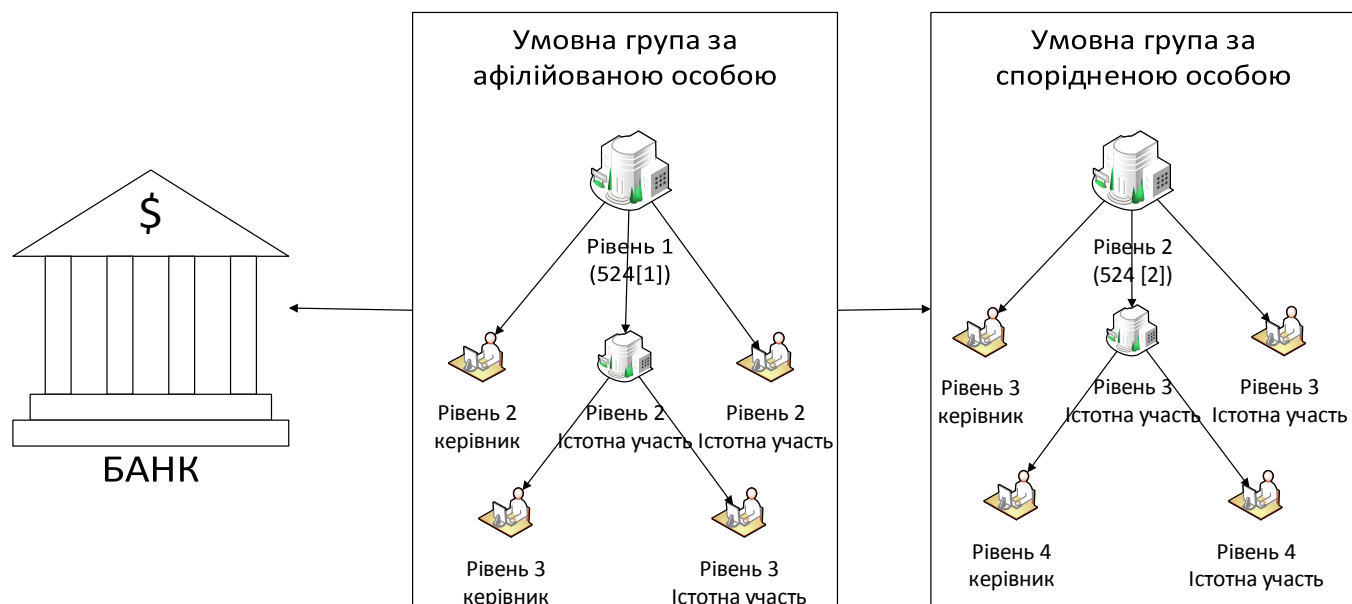 Умовна група за
афілійованою особою
Рівень 1
(524[1])
Рівень 2
керівник
Рівень 2
Істотна участь
Рівень 2
Істотна участь
Рівень 3
керівник
Рівень 3
Істотна участь
Умовна група за
спорідненою особою
Рівень 2
(524 [2])
Рівень 3
керівник
Рівень 3
Істотна участь
Рівень 3
Істотна участь
Рівень 4
керівник
Рівень 4
Істотна участь
$
БАНК